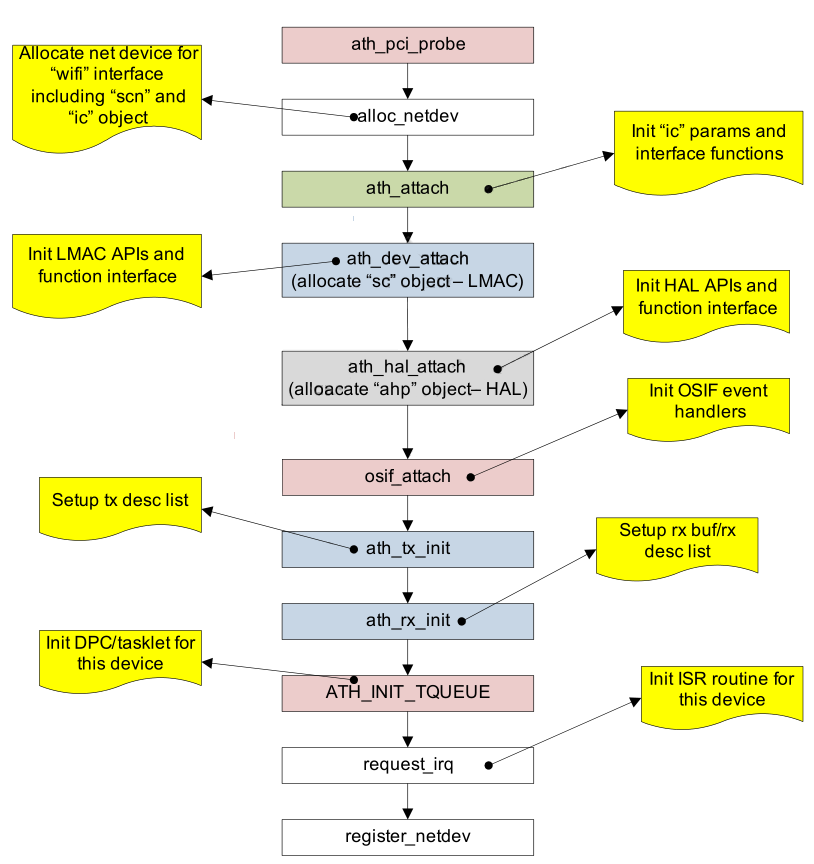 ath_pci_probe
Allocate net device for
“wifi” interface
including “scn” and
“ic” object
alloc_netdev
Init “ic” params and
interface functions
ath_attach
Init LMAC APIs and
function interface
ath_dev_attach
(allocate “sc” object – LMAC)
Init HAL APIs and
function interface
ath_hal_attach
(alloacate “ahp” object– HAL)
Init OSIF event
handlers
osif_attach
Setup tx desc list
ath_tx_init
Setup rx buf/rx
desc list
ath_rx_init
Init DPC/tasklet for
this device
ATH_INIT_TQUEUE
Init ISR routine for
this device
request_irq
register_netdev